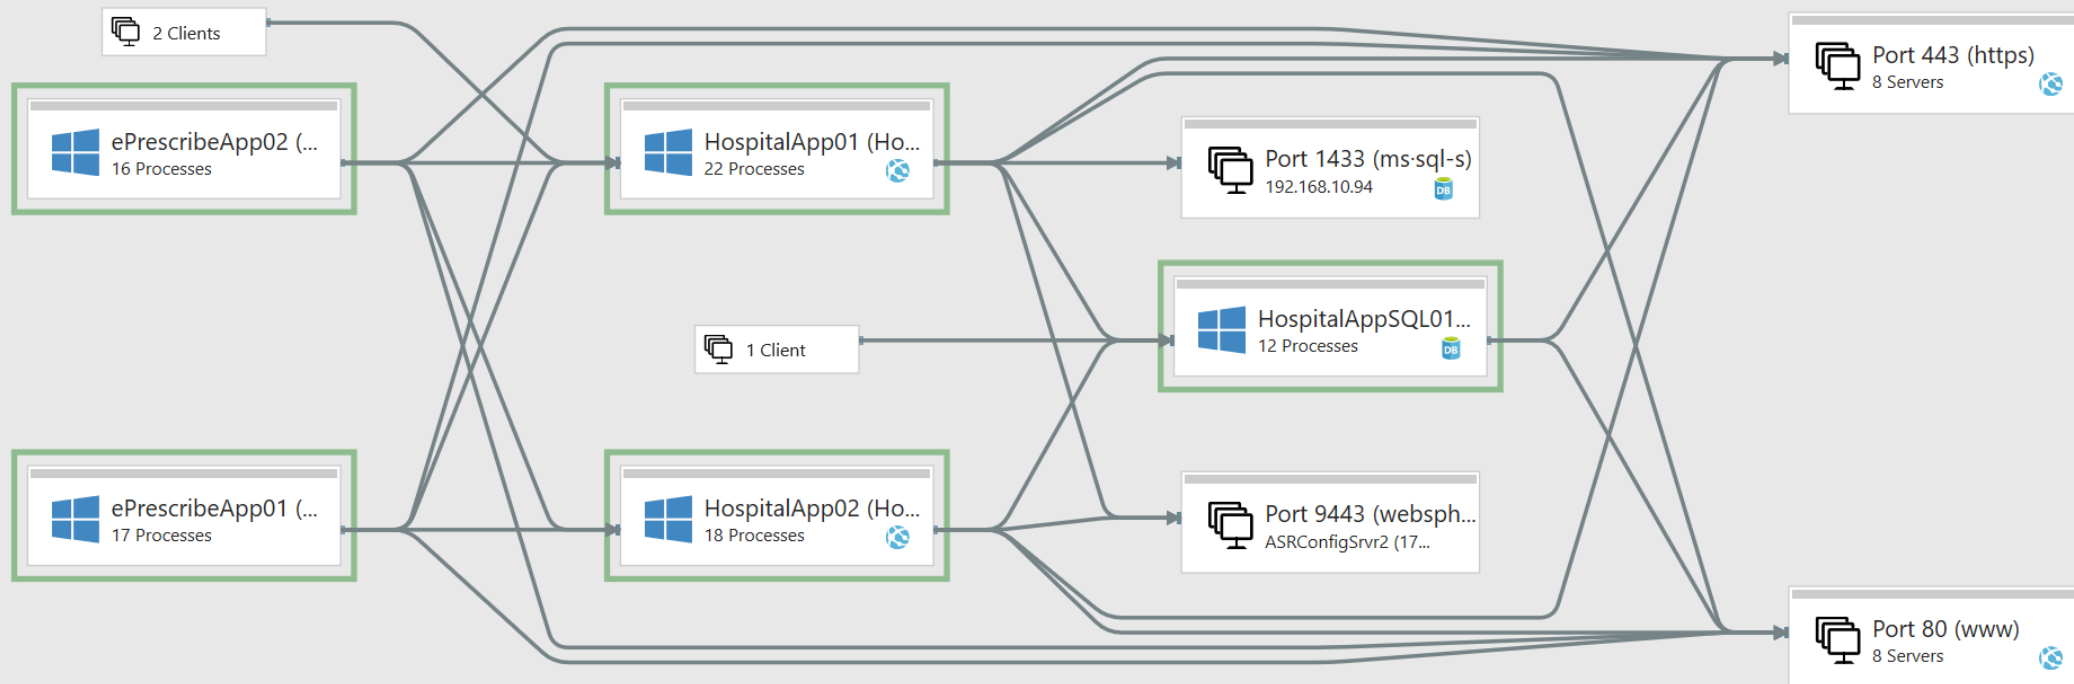 2 Clients
ePrescribeApp02 (...
16 Processes
HospitalApp01 (Ho...
22 Processes
Port 443 (https)
8 Servers
Port 1433 (ms-sql-s)
192.168.10.94
DB
1 Client
HospitalAppSQL01...
12 Processes
DB
ePrescribeApp01 (...
17 Processes
HospitalApp02 (Ho...
18 Processes
Port 9443 (websph...
ASRConfigSrvr2 (17...
Port 80 (www)
8 Servers